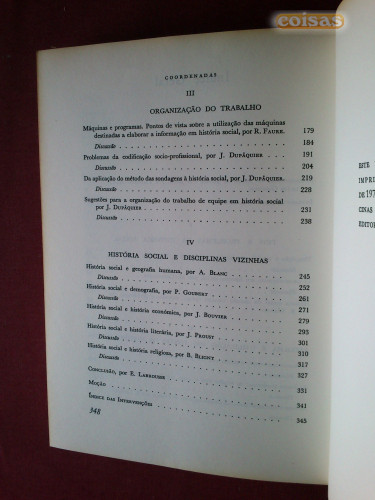 coisas
COORDENADAS
III
ORGANIZAÇÃO DO TRABALHO
Máquinas e programas. Pontos de vista sobre a utilização das máquinas
destinadas a elaborar a informação em história social, por R. Faure. 179
Discussão 184
Problemas da codificação socio-profissional, por J. Dupâquier 191
Discussão 204
Da aplicação do método das sondagens à história social, por J. Dupâquier. 219
Discussão 228
Sugestões para a organização do trabalho de equipe em história social
por J. Dupâquier 231
Discussão 238
IV
HISTÓRIA SOCIAL E DISCIPLINAS VIZINHAS
História social e geografia humana, por A. Blanc 245
Discussão 252
História social e demografia, por P. Goubert 261
Discussão 271
História social e história económica, por J. Bouvier 279
Discussão 293
História social e história literária, por J. Proust 301
Discussão 310
História social e história religiosa, por R. Bligny 317
Discussão 327
Conclusão, por E. Labrousse 331
Moção 341
Índice das Intervenções 345
348
ESTE
IMPRI
DE 197
CINAS
EDITOR